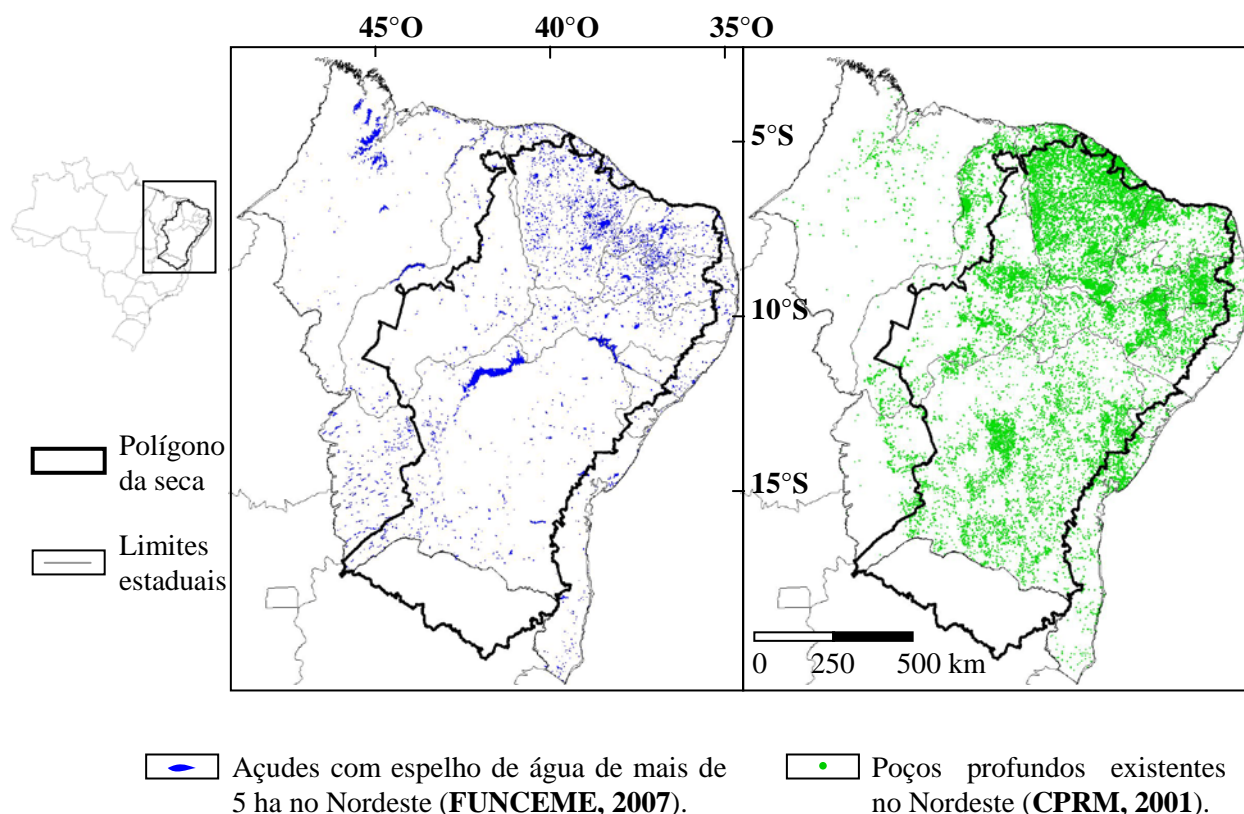 45°O 40°O 35°O
5°S
10°S
15°S
Polígono
da seca
Limites
estaduais
0 250 500 km
Açudes com espelho de água de mais de
5 ha no Nordeste (FUNCEME, 2007).
Poços profundos existentes
no Nordeste (CPRM, 2001).